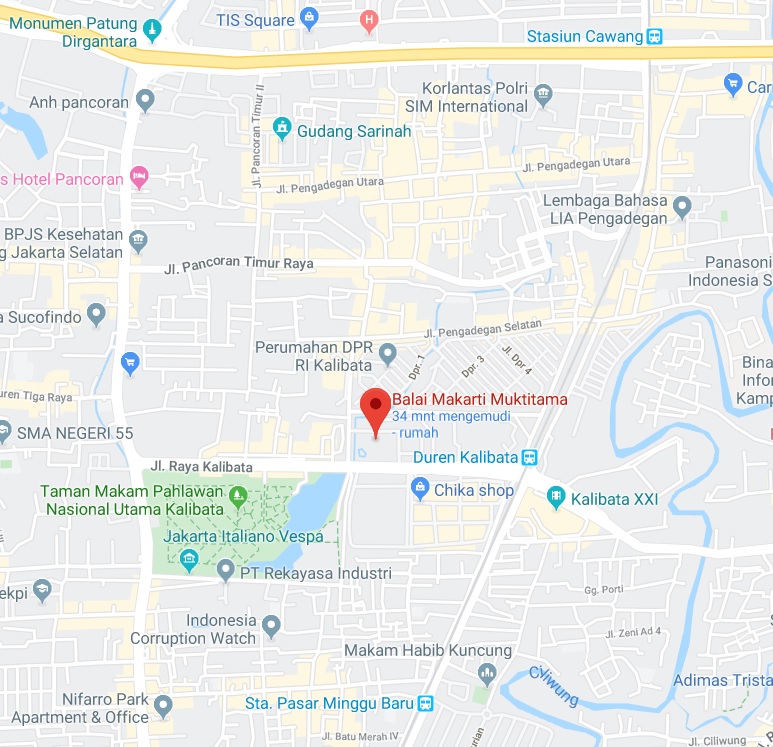 Monumen Patung
Dirgantara
TIS Square
H
Stasiun Cawang
Anh pancoran
Jl. Pancoran Timur II
Korlantas Polri
SIM International
Car
Gudang Sarinah
s Hotel Pancoran
Jl. Pengadegan Utara
Jl. Pengadegan Utara
Lembaga Bahasa
LIA Pengadegan
BPJS Kesehatan
g Jakarta Selatan
Jl. Pancoran Timur Raya
Panasoni
Indonesia S
a Sucofindo
Jl. Pengadegan Selatan
Perumahan DPR
RI Kalibata
Dpr. 1
Dpr. 3
Jl. Dpr 4
Bina
Infor
Kamp
uren Tiga Raya
Balai Makarti Muktitama
34 mnt mengemudi
- rumah
SMA NEGERI 55
Duren Kalibata
Jl. Raya Kalibata
Taman Makam Pahlawan
Nasional Utama Kalibata
Chika shop
Kalibata XXI
Jakarta Italiano Vespa
PT Rekayasa Industri
ekpi
Gg. Porti
Indonesia
Corruption Watch
Jl. Zeni Ad 4
Makam Habib Kuncung
Ciliwung
Adimas Trista
Nifarro Park
Apartment & Office
Sta. Pasar Minggu Baru
Jl. Batu Merah IV
urian
Jl. Ciliwung